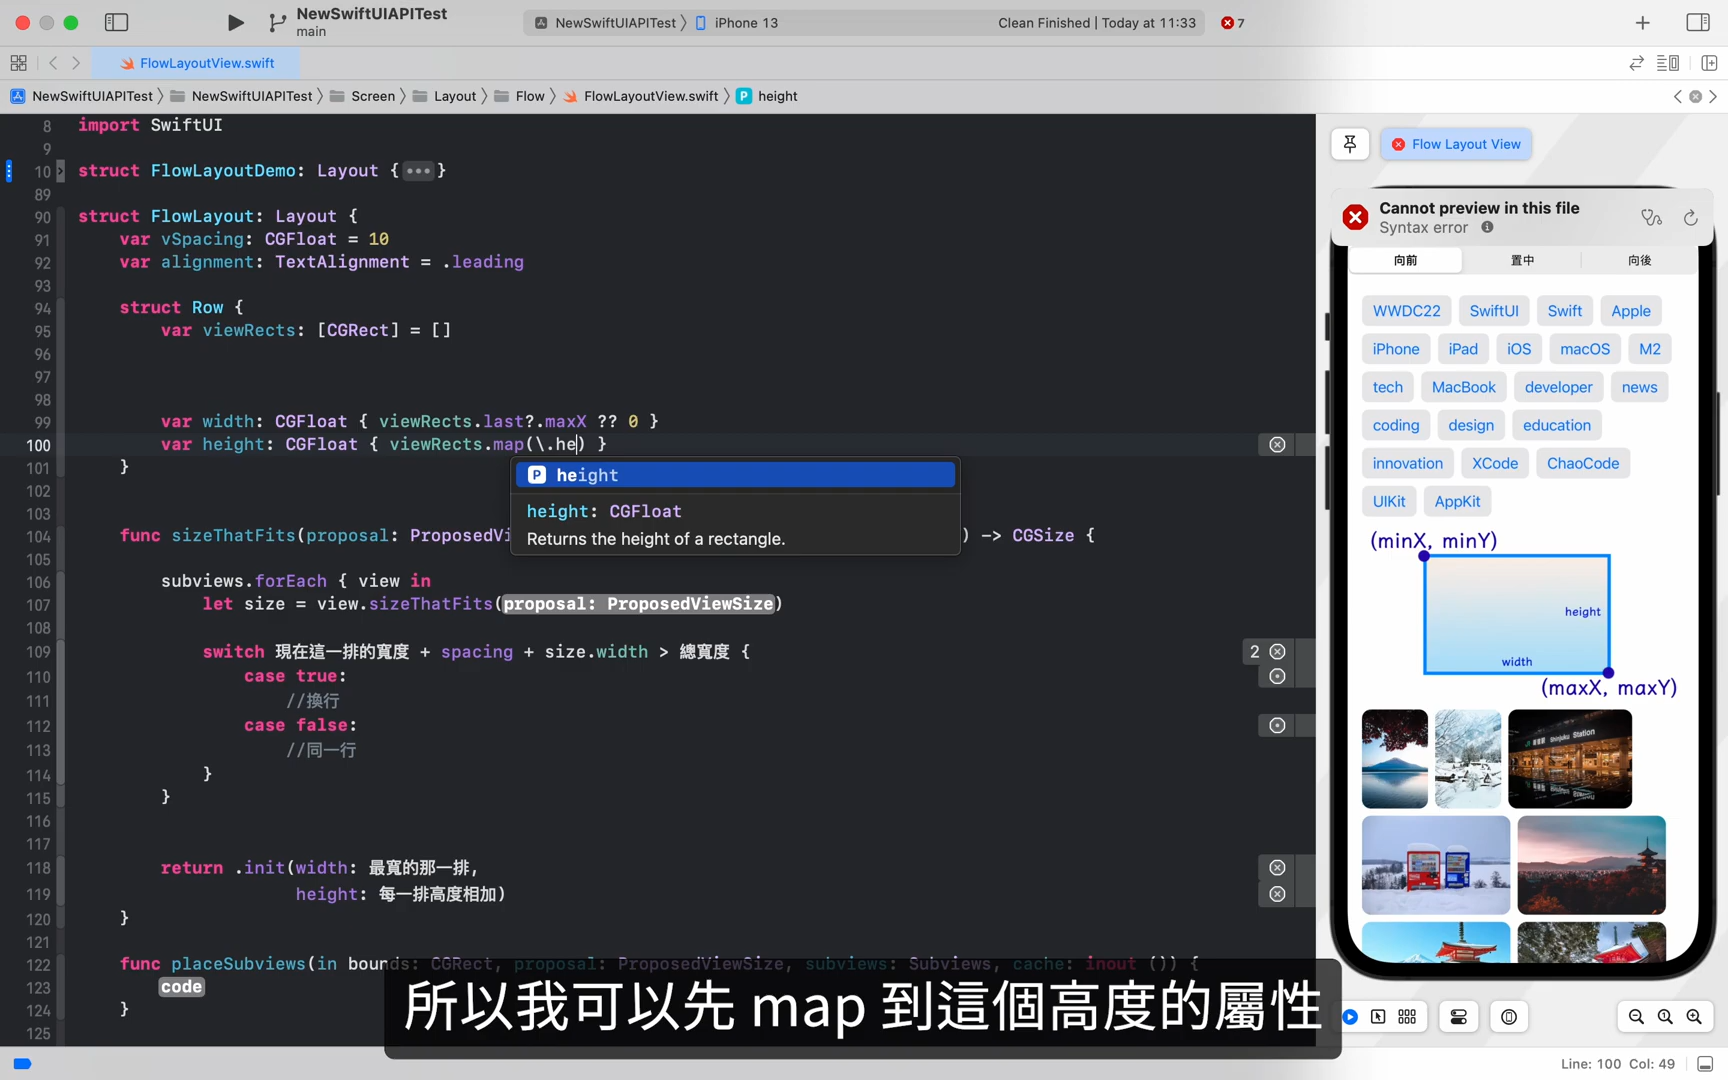 NewSwiftUIAPITest
main
NewSwiftUIAPITest 〉 iPhone 13
Clean Finished | Today at 11:33
7
FlowLayoutView.swift
NewSwiftUIAPITest 〉 NewSwiftUIAPITest 〉 Screen 〉 Layout 〉 Flow 〉 FlowLayoutView.swift 〉 P height
8 import SwiftUI
9
10 struct FlowLayoutDemo: Layout {•••}
89
90 struct FlowLayout: Layout {
91 var vSpacing: CGFloat = 10
92 var alignment: TextAlignment = .leading
93
94 struct Row {
95 var viewRects: [CGRect] = []
96
97
98
99 var width: CGFloat { viewRects.last?.maxX ?? 0 }
100 var height: CGFloat { viewRects.map(\.he) }
101 }
P height
height: CGFloat
Returns the height of a rectangle.
102
103
104 func sizeThatFits(proposal: ProposedVi ) -> CGSize {
105
106 subviews.forEach { view in
107 let size = view.sizeThatFits(proposal: ProposedViewSize)
108
109 switch 現在這一排的寬度 + spacing + size.width > 總寬度 { 2
110 case true:
111 //換行
112 case false:
113 //同一行
114 }
115 }
116
117
118 return .init(width: 最寬的那一排,
119 height: 每一排高度相加)
120 }
121
122 func placeSubviews(in bounds: CGRect, proposal: ProposedViewSize, subviews: Subviews, cache: inout ()) {
123 code
124 }
125
所以我可以先 map 到這個高度的屬性
Flow Layout View
Cannot preview in this file
Syntax error
向前 置中 向後
WWDC22 SwiftUI Swift Apple
iPhone iPad iOS macOS M2
tech MacBook developer news
coding design education
innovation XCode ChaoCode
UIKit AppKit
(minX, minY)
height
width
(maxX, maxY)
Shinjuku Station
Line: 100 Col: 49